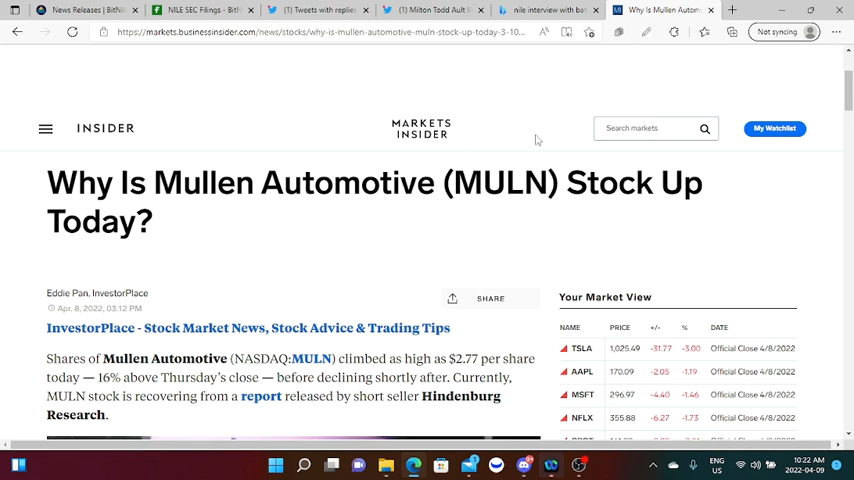 News Releases | BitNi
NILE SEC Filings - BitN
(1) Tweets with replies
(1) Milton Todd Ault I
nile interview with ba
Why Is Mullen Autom
https://markets.businessinsider.com/news/stocks/why-is-mullen-automotive-muln-stock-up-today-3-10...
Not syncing
INSIDER
MARKETS
INSIDER
Search markets
My Watchlist
Why Is Mullen Automotive (MULN) Stock Up
Today?
Eddie Pan, InvestorPlace
Apr. 8, 2022, 03:12 PM
SHARE
InvestorPlace - Stock Market News, Stock Advice & Trading Tips
Shares of Mullen Automotive (NASDAQ:MULN) climbed as high as $2.77 per share
today — 16% above Thursday's close — before declining shortly after. Currently,
MULN stock is recovering from a report released by short seller Hindenburg
Research.
Your Market View
NAME PRICE +/- % DATE
TSLA 1,025.49 -31.77 -3.00 Official Close 4/8/2022
AAPL 170.09 -2.05 -1.19 Official Close 4/8/2022
MSFT 296.97 -4.40 -1.46 Official Close 4/8/2022
NFLX 355.88 -6.27 -1.73 Official Close 4/8/2022
ENG
US
10:22 AM
2022-04-09